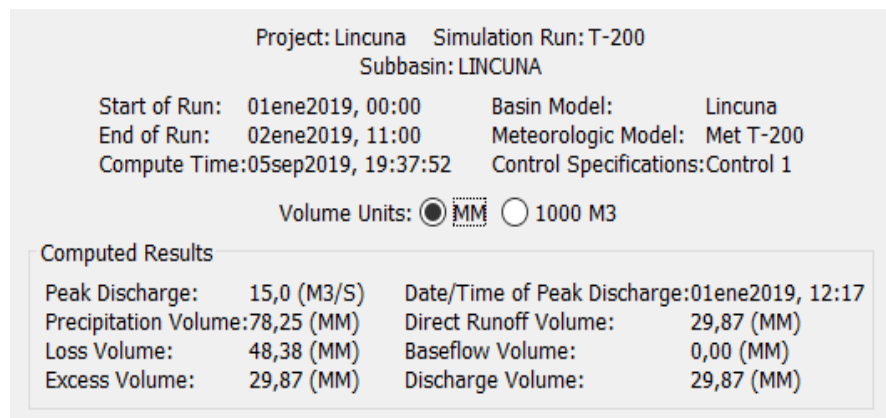 Project: Lincuna Simulation Run: T-200
Subbasin: LINCUNA
Start of Run: 01ene2019, 00:00 Basin Model: Lincuna
End of Run: 02ene2019, 11:00 Meteorologic Model: Met T-200
Compute Time:05sep2019, 19:37:52 Control Specifications:Control 1
Volume Units: MM 1000 M3
Computed Results
Peak Discharge: 15,0 (M3/S) Date/Time of Peak Discharge:01ene2019, 12:17
Precipitation Volume:78,25 (MM) Direct Runoff Volume: 29,87 (MM)
Loss Volume: 48,38 (MM) Baseflow Volume: 0,00 (MM)
Excess Volume: 29,87 (MM) Discharge Volume: 29,87 (MM)